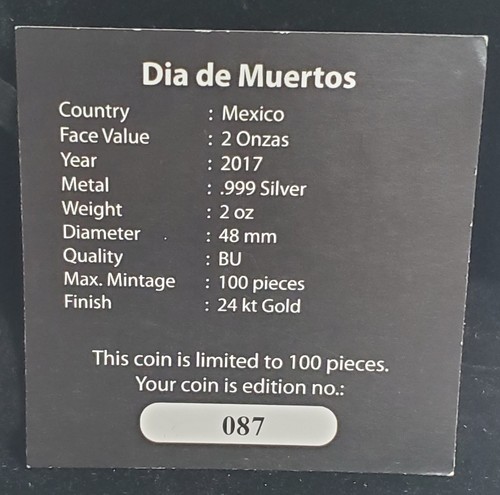 Dia de Muertos
Country : Mexico
Face Value : 2 Onzas
Year : 2017
Metal : .999 Silver
Weight : 2 oz
Diameter : 48 mm
Quality : BU
Max. Mintage : 100 pieces
Finish : 24 kt Gold
This coin is limited to 100 pieces.
Your coin is edition no.:
087